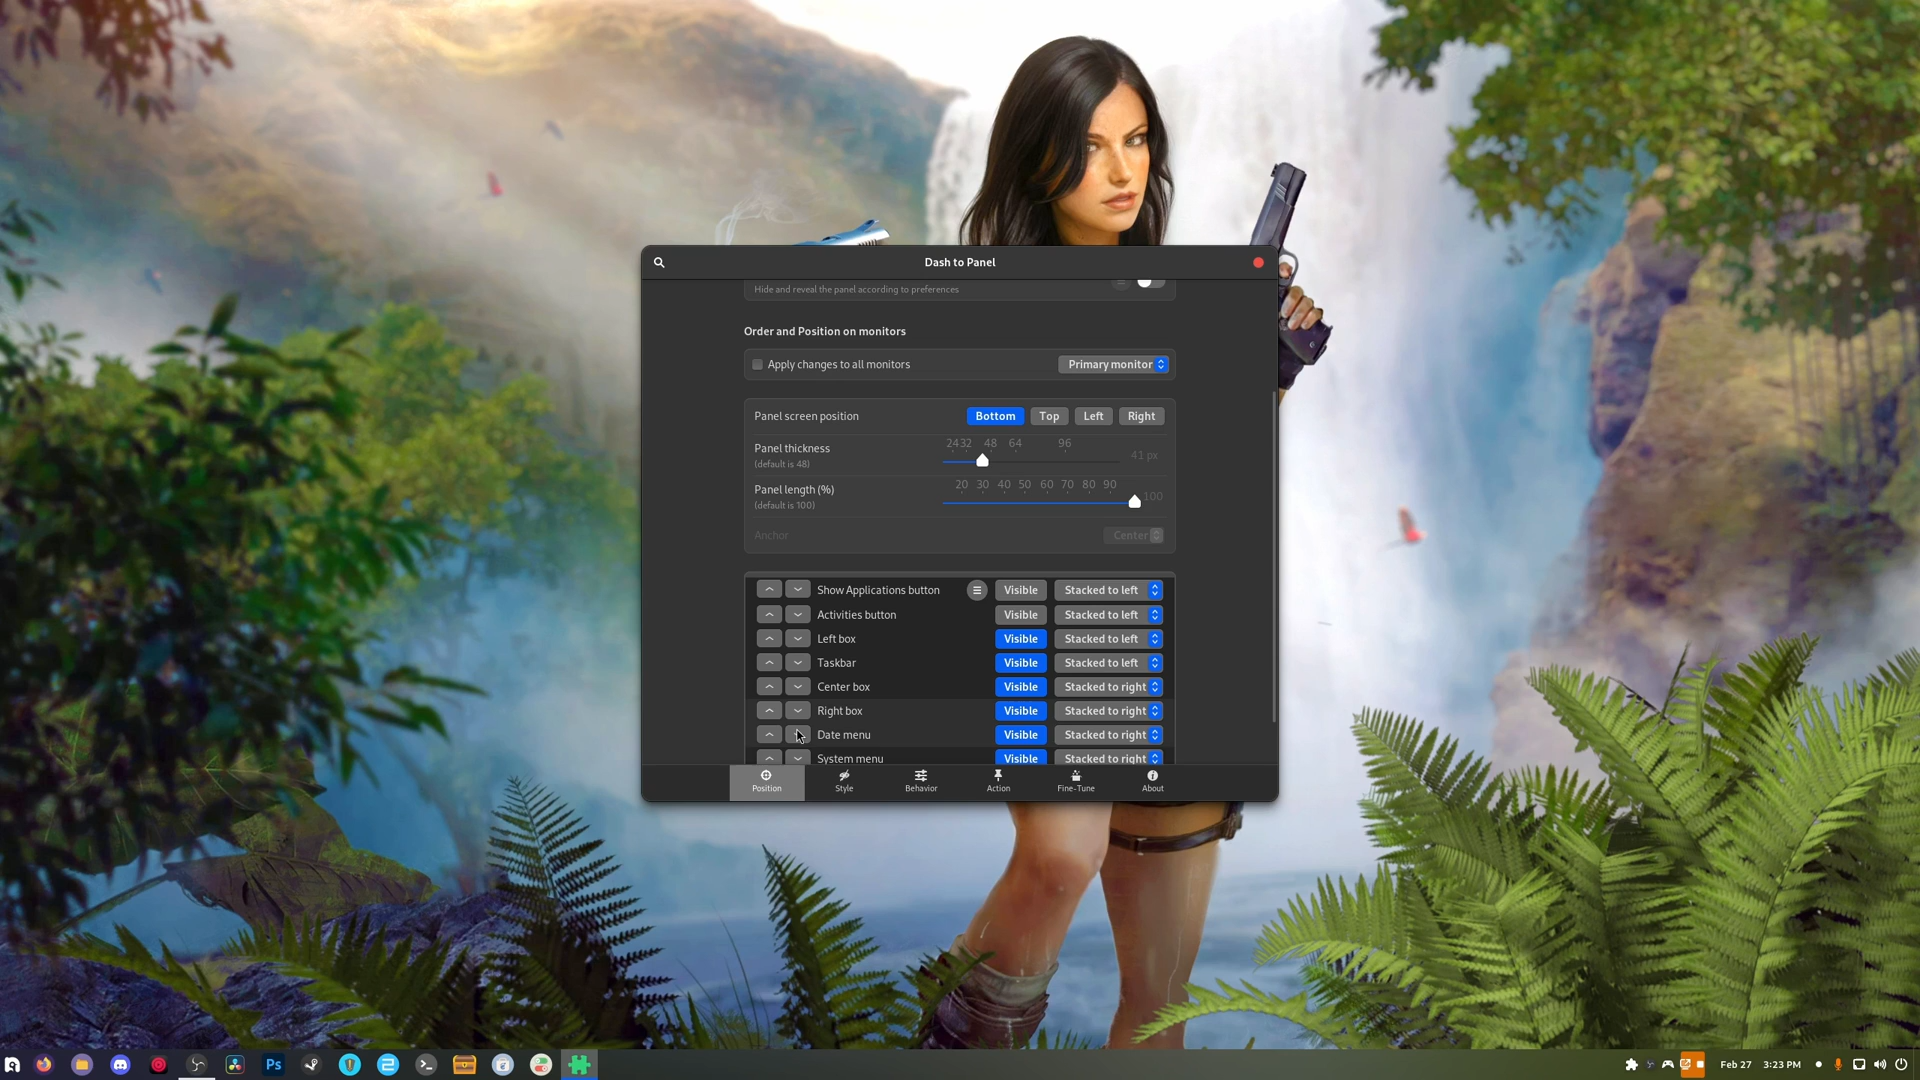 Dash to Panel
Hide and reveal the panel according to preferences
Order and Position on monitors
Apply changes to all monitors Primary monitor
Panel screen position Bottom Top Left Right
Panel thickness 24 32 48 64 96 41 px
(default is 48)
Panel length (%) 20 30 40 50 60 70 80 90 100
(default is 100)
Anchor Center
Show Applications button Visible Stacked to left
Activities button Visible Stacked to left
Left box Visible Stacked to left
Taskbar Visible Stacked to left
Center box Visible Stacked to right
Right box Visible Stacked to right
Date menu Visible Stacked to right
System menu Visible Stacked to right
Position Style Behavior Action Fine-Tune About
Ps Feb 27 3:23 PM